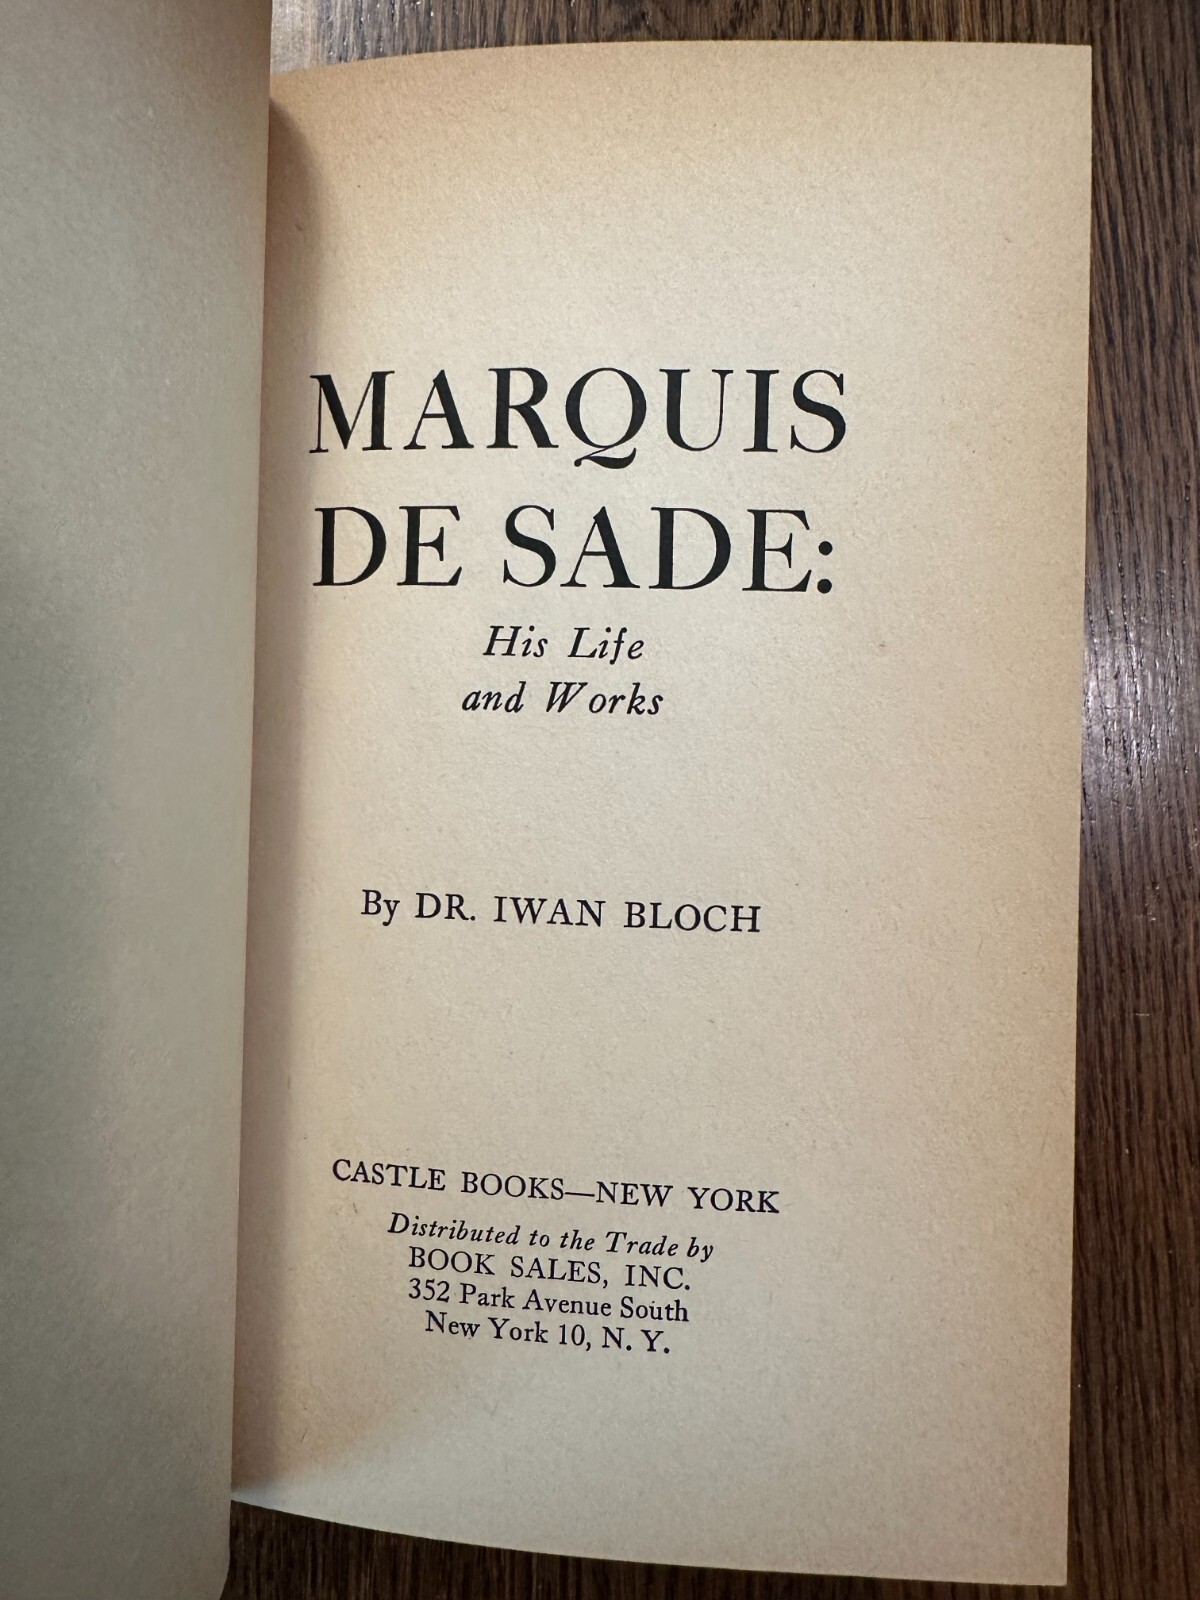 MARQUIS
DE SADE:
His Life
and Works
By DR. IWAN BLOCH
CASTLE BOOKS—NEW YORK
Distributed to the Trade by
BOOK SALES, INC.
352 Park Avenue South
New York 10, N. Y.